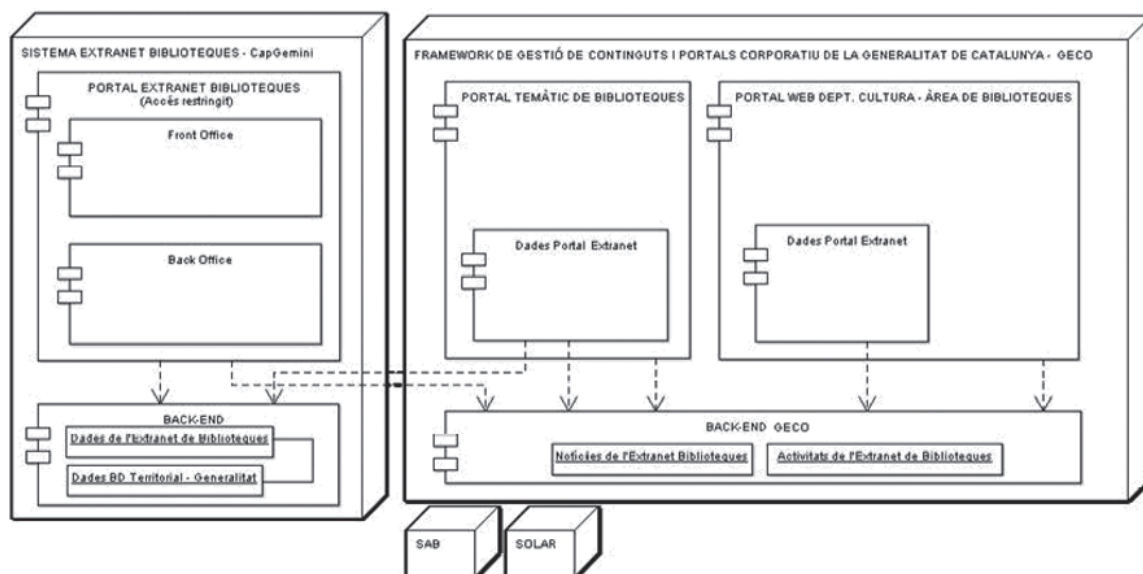 SISTEMA EXTRANET BIBLIOTEQUES - CapGemini
PORTAL EXTRANET BIBLIOTEQUES
(Accés restringit)
Front Office
Back Office
BACK-END
Dades de l'Extranet de Biblioteques
Dades BD Territorial - Generalitat
FRAMEWORK DE GESTIÓ DE CONTINGUTS I PORTALS CORPORATIU DE LA GENERALITAT DE CATALUNYA - GECO
PORTAL TEMÀTIC DE BIBLIOTEQUES
Dades Portal Extranet
PORTAL WEB DEPT. CULTURA - ÀREA DE BIBLIOTEQUES
Dades Portal Extranet
BACK-END GECO
Notícies de l'Extranet Biblioteques
Activitats de l'Extranet de Biblioteques
SAB
SOLAR